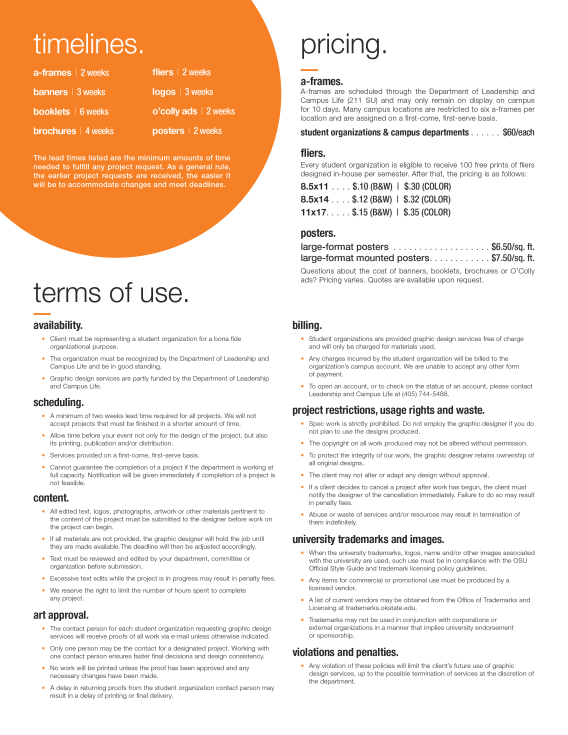 timelines.
a-frames | 2 weeks
banners | 3 weeks
booklets | 6 weeks
brochures | 4 weeks
fliers | 2 weeks
logos | 3 weeks
o'colly ads | 2 weeks
posters | 2 weeks
The lead times listed are the minimum amounts of time
needed to fulfill any project request. As a general rule,
the earlier project requests are received, the easier it
will be to accommodate changes and meet deadlines.
pricing.
a-frames.
A-frames are scheduled through the Department of Leadership and
Campus Life (211 SU) and may only remain on display on campus
for 10 days. Many campus locations are restricted to six a-frames per
location and are assigned on a first-come, first-serve basis.
student organizations & campus departments . . . . . . $60/each
fliers.
Every student organization is eligible to receive 100 free prints of fliers
designed in-house per semester. After that, the pricing is as follows:
8.5x11 . . . . $.10 (B&W) | $.30 (COLOR)
8.5x14 . . . . $.12 (B&W) | $.32 (COLOR)
11x17. . . . . $.15 (B&W) | $.35 (COLOR)
posters.
large-format posters . . . . . . . . . . . . . . . . . . . $6.50/sq. ft.
large-format mounted posters. . . . . . . . . . . . $7.50/sq. ft.
Questions about the cost of banners, booklets, brochures or O'Colly
ads? Pricing varies. Quotes are available upon request.
terms of use.
availability.
• Client must be representing a student organization for a bona fide
organizational purpose.
• The organization must be recognized by the Department of Leadership and
Campus Life and be in good standing.
• Graphic design services are partly funded by the Department of Leadership
and Campus Life.
scheduling.
• A minimum of two weeks lead time required for all projects. We will not
accept projects that must be finished in a shorter amount of time.
• Allow time before your event not only for the design of the project, but also
its printing, publication and/or distribution.
• Services provided on a first-come, first-serve basis.
• Cannot guarantee the completion of a project if the department is working at
full capacity. Notification will be given immediately if completion of a project is
not feasible.
content.
• All edited text, logos, photographs, artwork or other materials pertinent to
the content of the project must be submitted to the designer before work on
the project can begin.
• If all materials are not provided, the graphic designer will hold the job until
they are made available.The deadline will then be adjusted accordingly.
• Text must be reviewed and edited by your department, committee or
organization before submission.
• Excessive text edits while the project is in progress may result in penalty fees.
• We reserve the right to limit the number of hours spent to complete
any project.
art approval.
• The contact person for each student organization requesting graphic design
services will receive proofs of all work via e-mail unless otherwise indicated.
• Only one person may be the contact for a designated project. Working with
one contact person ensures faster final decisions and design consistency.
• No work will be printed unless the proof has been approved and any
necessary changes have been made.
• A delay in returning proofs from the student organization contact person may
result in a delay of printing or final delivery.
billing.
• Student organizations are provided graphic design services free of charge
and will only be charged for materials used.
• Any charges incurred by the student organization will be billed to the
organization's campus account. We are unable to accept any other form
of payment.
• To open an account, or to check on the status of an account, please contact
Leadership and Campus Life at (405) 744-5488.
project restrictions, usage rights and waste.
• Spec work is strictly prohibited. Do not employ the graphic designer if you do
not plan to use the designs produced.
• The copyright on all work produced may not be altered without permission.
• To protect the integrity of our work, the graphic designer retains ownership of
all original designs.
• The client may not alter or adapt any design without approval.
• If a client decides to cancel a project after work has begun, the client must
notify the designer of the cancellation immediately. Failure to do so may result
in penalty fees.
• Abuse or waste of services and/or resources may result in termination of
them indefinitely.
university trademarks and images.
• When the university trademarks, logos, name and/or other images associated
with the university are used, such use must be in compliance with the OSU
Official Style Guide and trademark licensing policy guidelines.
• Any items for commercial or promotional use must be produced by a
licensed vendor.
• A list of current vendors may be obtained from the Office of Trademarks and
Licensing at trademarks.okstate.edu.
• Trademarks may not be used in conjunction with corporations or
external organizations in a manner that implies university endorsement
or sponsorship.
violations and penalties.
• Any violation of these policies will limit the client's future use of graphic
design services, up to the possible termination of services at the discretion of
the department.